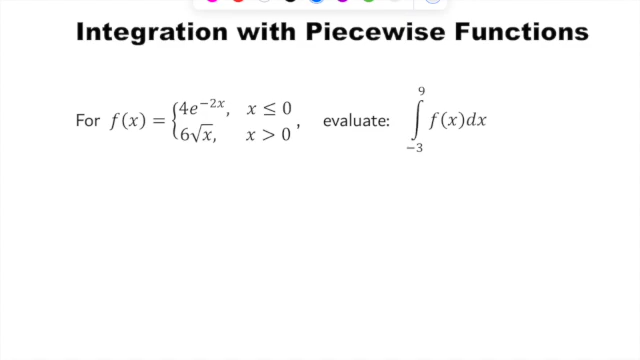 Integration with Piecewise Functions
For f(x) = { 4e^{-2x}, x ≤ 0
6√x, x > 0 , evaluate: ∫_{-3}^{9} f(x)dx